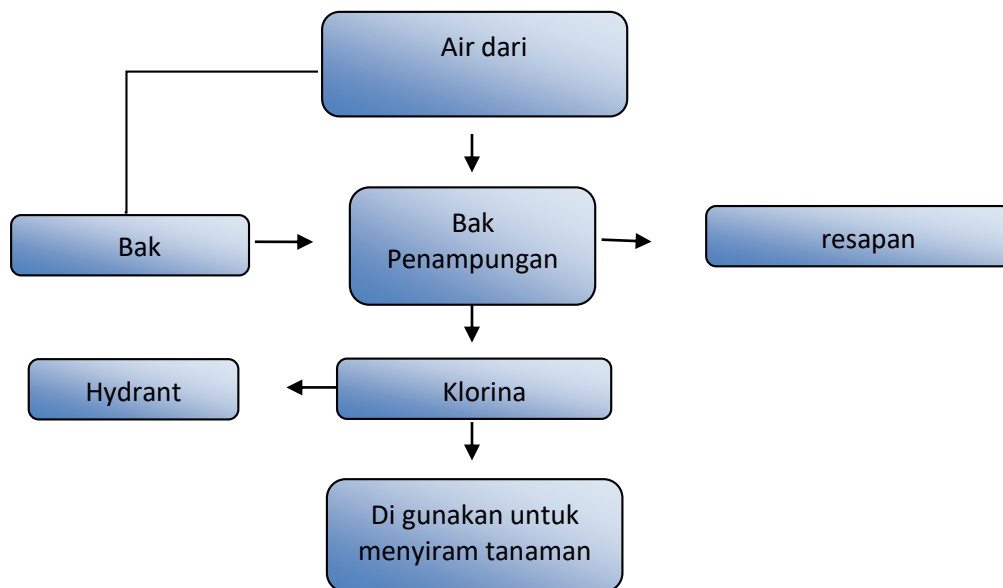 Air dari
Bak
Bak
Penampungan
resapan
Hydrant
Klorina
Di gunakan untuk
menyiram tanaman